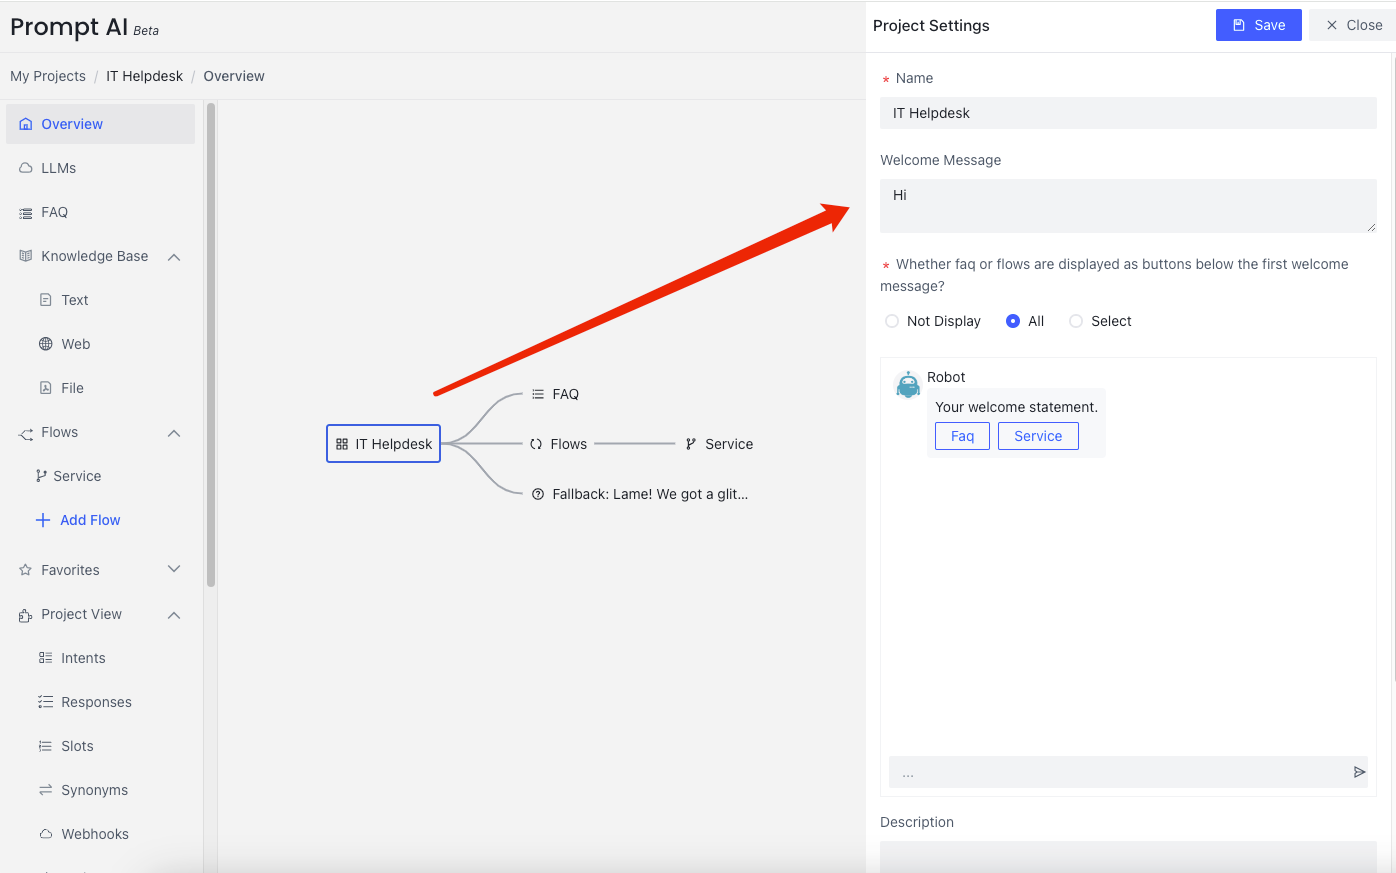 Prompt AI Beta
Project Settings
Save
Close
My Projects / IT Helpdesk / Overview
Overview
LLMs
FAQ
Knowledge Base
Text
Web
File
Flows
Service
Add Flow
Favorites
Project View
Intents
Responses
Slots
Synonyms
Webhooks
IT Helpdesk
FAQ
Flows
Service
Fallback: Lame! We got a glit...
* Name
IT Helpdesk
Welcome Message
Hi
* Whether faq or flows are displayed as buttons below the first welcome
message?
Not Display
All
Select
Robot
Your welcome statement.
Faq
Service
...
Description